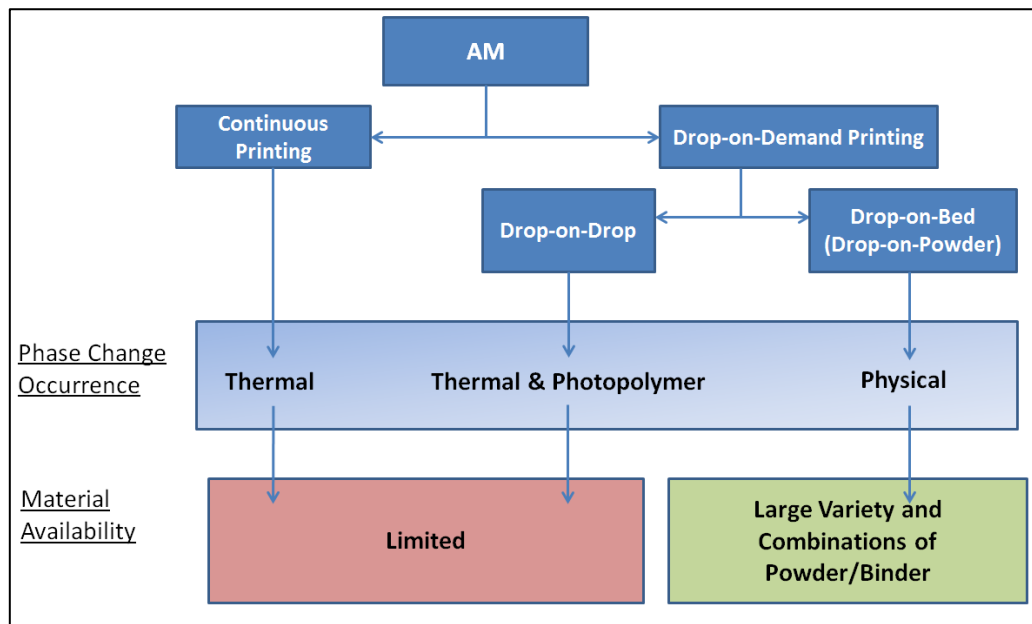 AM
Continuous
Printing
Drop-on-Demand Printing
Drop-on-Drop
Drop-on-Bed
(Drop-on-Powder)
Phase Change
Occurrence
Thermal
Thermal & Photopolymer
Physical
Material
Availability
Limited
Large Variety and
Combinations of
Powder/Binder